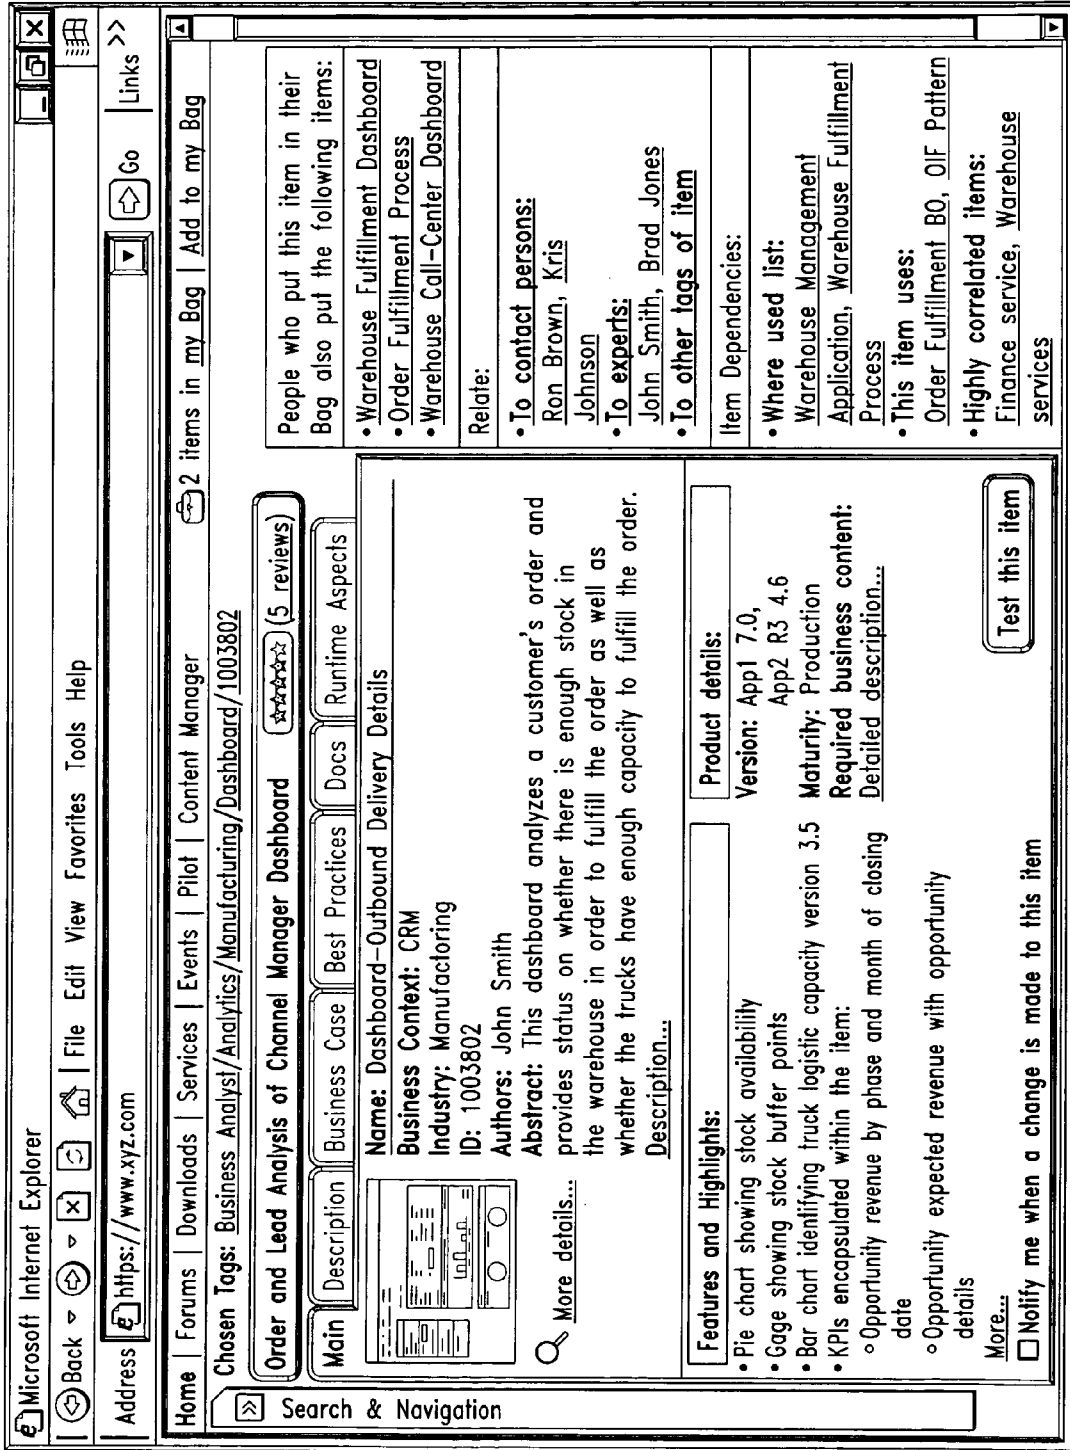 Microsoft Internet Explorer
Back
File Edit View Favorites Tools Help
Address https://www.xyz.com Go Links >>
Home | Forums | Downloads | Services | Events | Pilot | Content Manager
2 items in my Bag | Add to my Bag
>> Search & Navigation
Chosen Tags: Business Analyst/Analytics/Manufacturing/Dashboard/1003802
Order and Lead Analysis of Channel Manager Dashboard ☆☆☆☆☆ (5 reviews)
Main Description Business Case Best Practices Docs Runtime Aspects
More details...
Name: Dashboard-Outbound Delivery Details
Business Context: CRM
Industry: Manufactoring
ID: 1003802
Authors: John Smith
Abstract: This dashboard analyzes a customer's order and
provides status on whether there is enough stock in
the warehouse in order to fulfill the order as well as
whether the trucks have enough capacity to fulfill the order.
Description...
Features and Highlights:
• Pie chart showing stock availability
• Gage showing stock buffer points
• Bar chart identifying truck logistic capacity version 3.5
• KPIs encapsulated within the item:
○ Opportunity revenue by phase and month of closing
date
○ Opportunity expected revenue with opportunity
details
More...
Notify me when a change is made to this item
Product details:
Version: App1 7.0,
App2 R3 4.6
Maturity: Production
Required business content:
Detailed description...
Test this item
People who put this item in their
Bag also put the following items:
• Warehouse Fulfillment Dashboard
• Order Fulfillment Process
• Warehouse Call-Center Dashboard
Relate:
• To contact persons:
Ron Brown, Kris
Johnson
• To experts:
John Smith, Brad Jones
• To other tags of item
Item Dependencies:
• Where used list:
Warehouse Management
Application, Warehouse Fulfillment
Process
• This item uses:
Order Fulfillment BO, OIF Pattern
• Highly correlated items:
Finance service, Warehouse
services